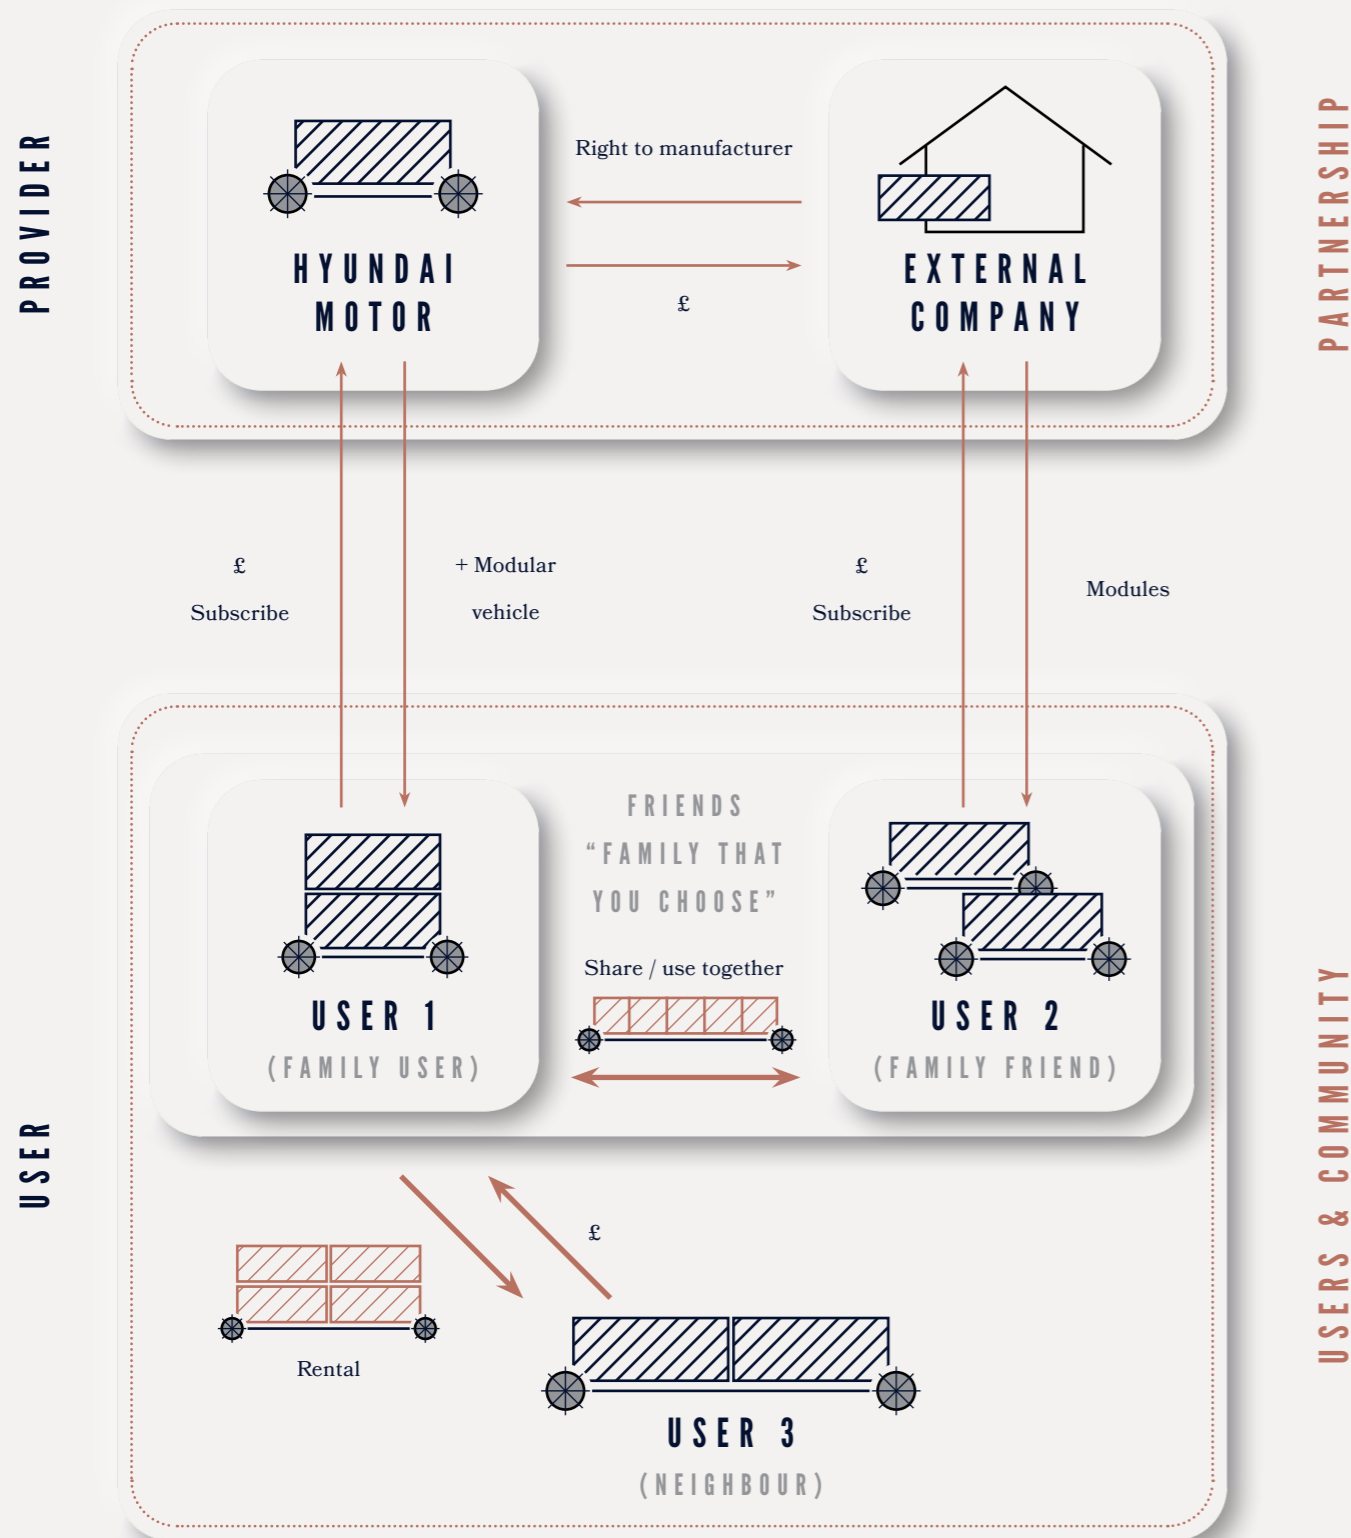 PROVIDER
PARTNERSHIP
Right to manufacturer
HYUNDAI
MOTOR
£
EXTERNAL
COMPANY
£
Subscribe
+ Modular
vehicle
£
Subscribe
Modules
USER
USERS & COMMUNITY
FRIENDS
“FAMILY THAT
YOU CHOOSE”
Share / use together
USER 1
(FAMILY USER)
USER 2
(FAMILY FRIEND)
£
Rental
USER 3
(NEIGHBOUR)